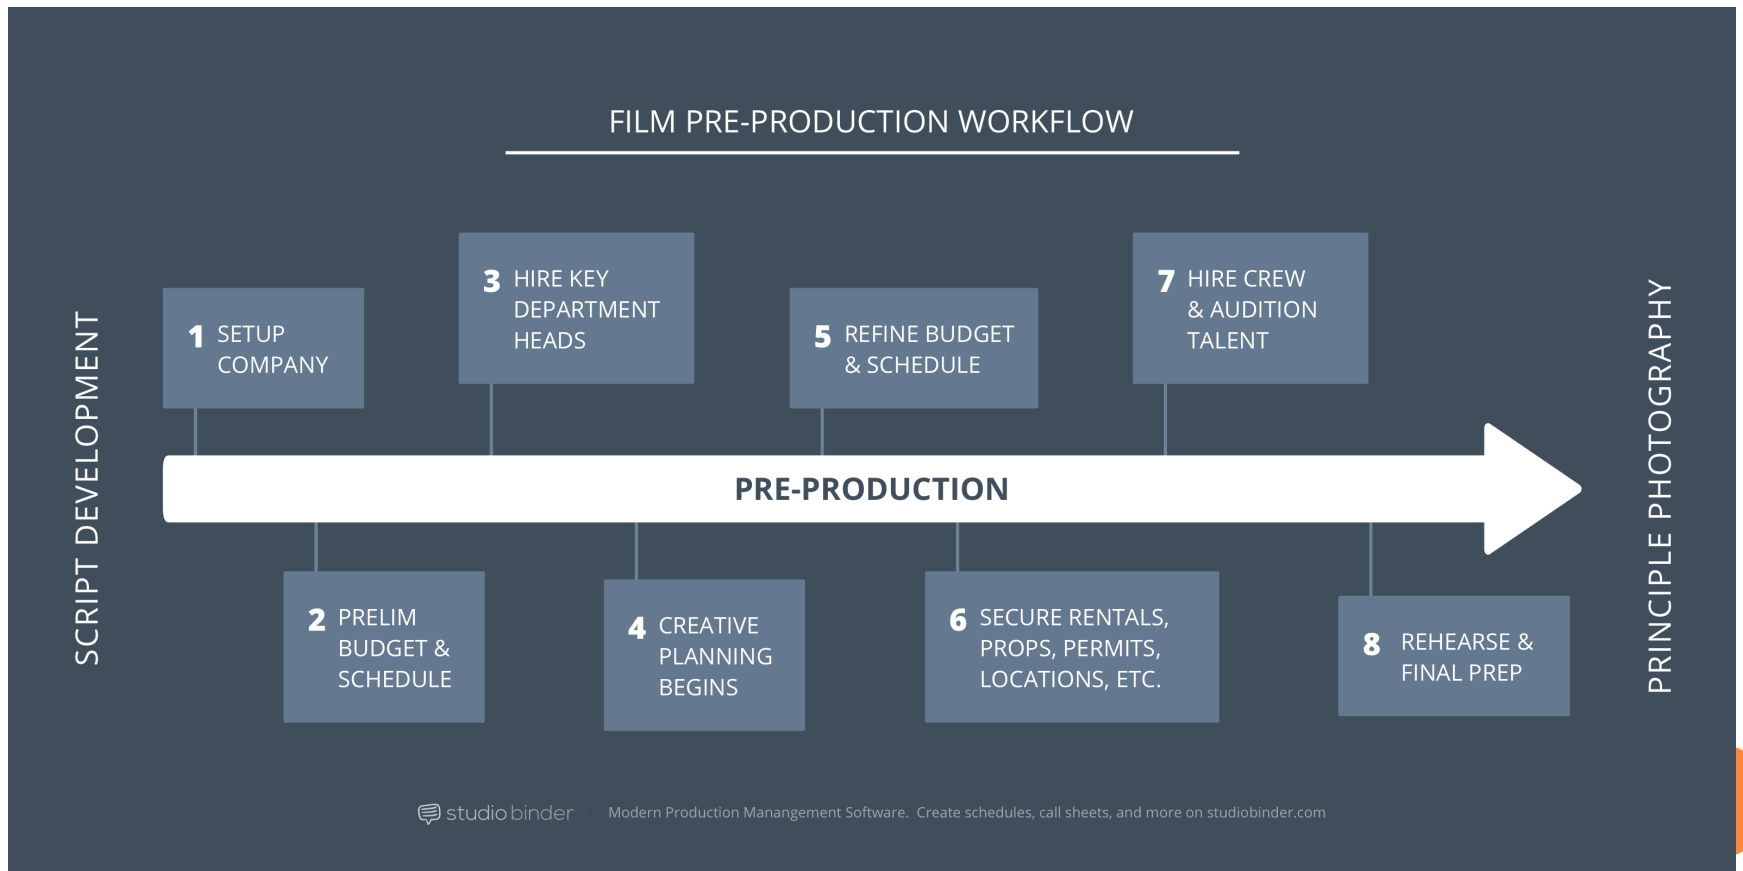 FILM PRE-PRODUCTION WORKFLOW
SCRIPT DEVELOPMENT
1 SETUP
COMPANY
2 PRELIM
BUDGET &
SCHEDULE
3 HIRE KEY
DEPARTMENT
HEADS
4 CREATIVE
PLANNING
BEGINS
5 REFINE BUDGET
& SCHEDULE
6 SECURE RENTALS,
PROPS, PERMITS,
LOCATIONS, ETC.
7 HIRE CREW
& AUDITION
TALENT
8 REHEARSE &
FINAL PREP
PRE-PRODUCTION
PRINCIPLE PHOTOGRAPHY
studiobinder · Modern Production Manangement Software. Create schedules, call sheets, and more on studiobinder.com